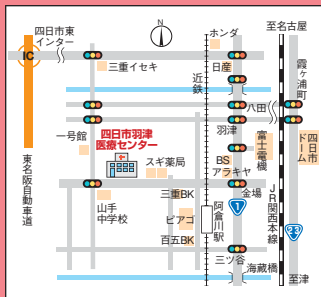 四日市東
インター
IC
N
ホンダ
至名古屋
三重イセキ
日産
近鉄
霞ヶ浦町
八田
羽津
一号館
四日市羽津
医療センター
スギ薬局
富士電機
四日市
ドーム
BS
アラキヤ
東名阪自動車道
三重BK
金場
山手
中学校
ピアゴ
阿倉川駅
1
JR関西本線
23
百五BK
三ツ谷
海蔵橋
至津